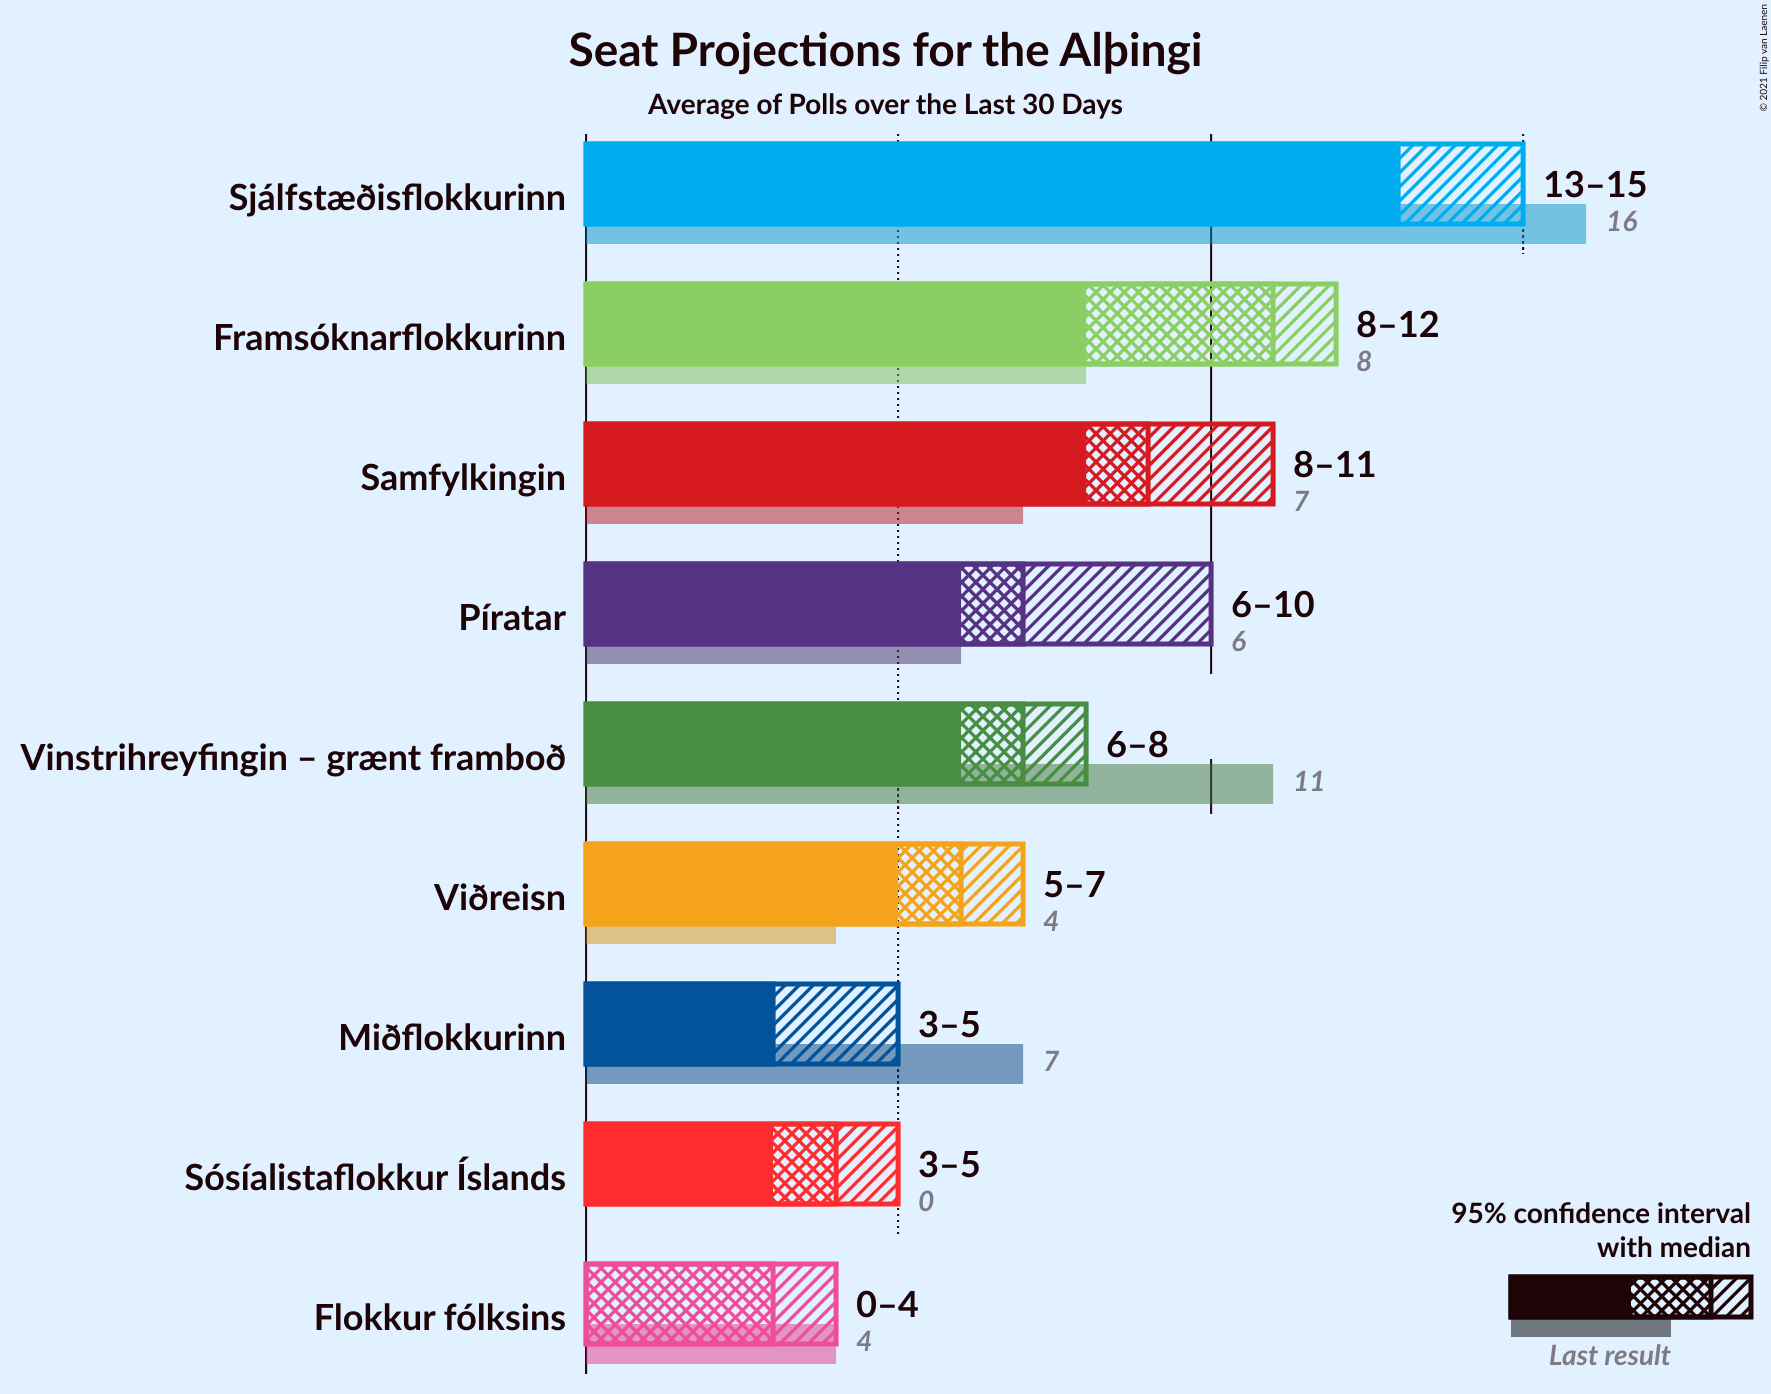 Seat Projections for the Alþingi
Average of Polls over the Last 30 Days
© 2021 Filip van Laenen
Sjálfstæðisflokkurinn
13–15
16
Framsóknarflokkurinn
8–12
8
Samfylkingin
8–11
7
Píratar
6–10
6
Vinstrihreyfingin – grænt framboð
6–8
11
Viðreisn
5–7
4
Miðflokkurinn
3–5
7
Sósíalistaflokkur Íslands
3–5
0
Flokkur fólksins
0–4
4
95% confidence interval
with median
Last result